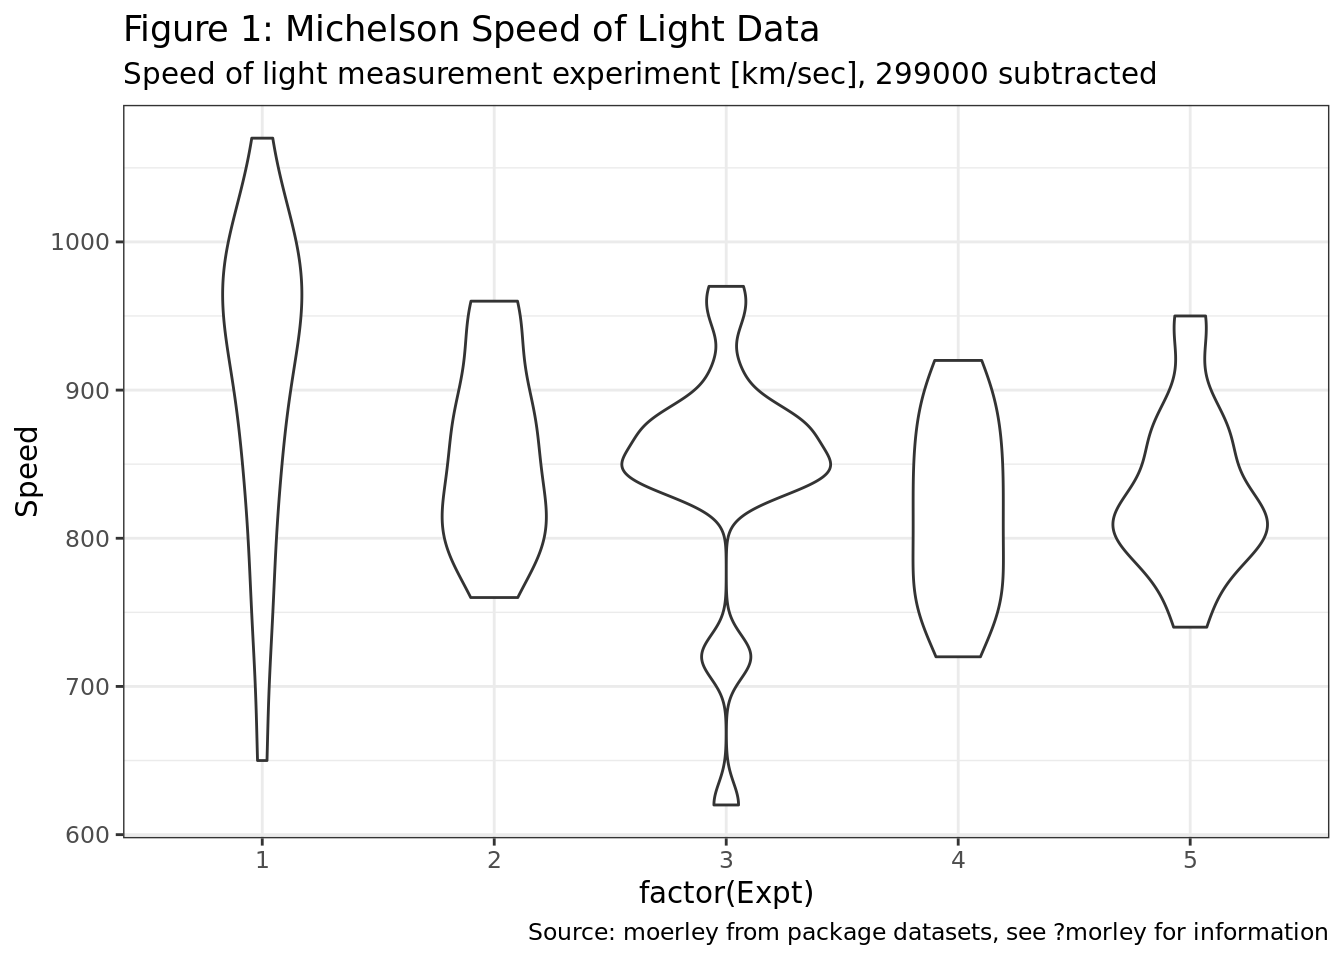 Figure 1: Michelson Speed of Light Data
Speed of light measurement experiment [km/sec], 299000 subtracted
Speed
1000
900
800
700
600
1 2 3 4 5
factor(Expt)
Source: moerley from package datasets, see ?morley for information